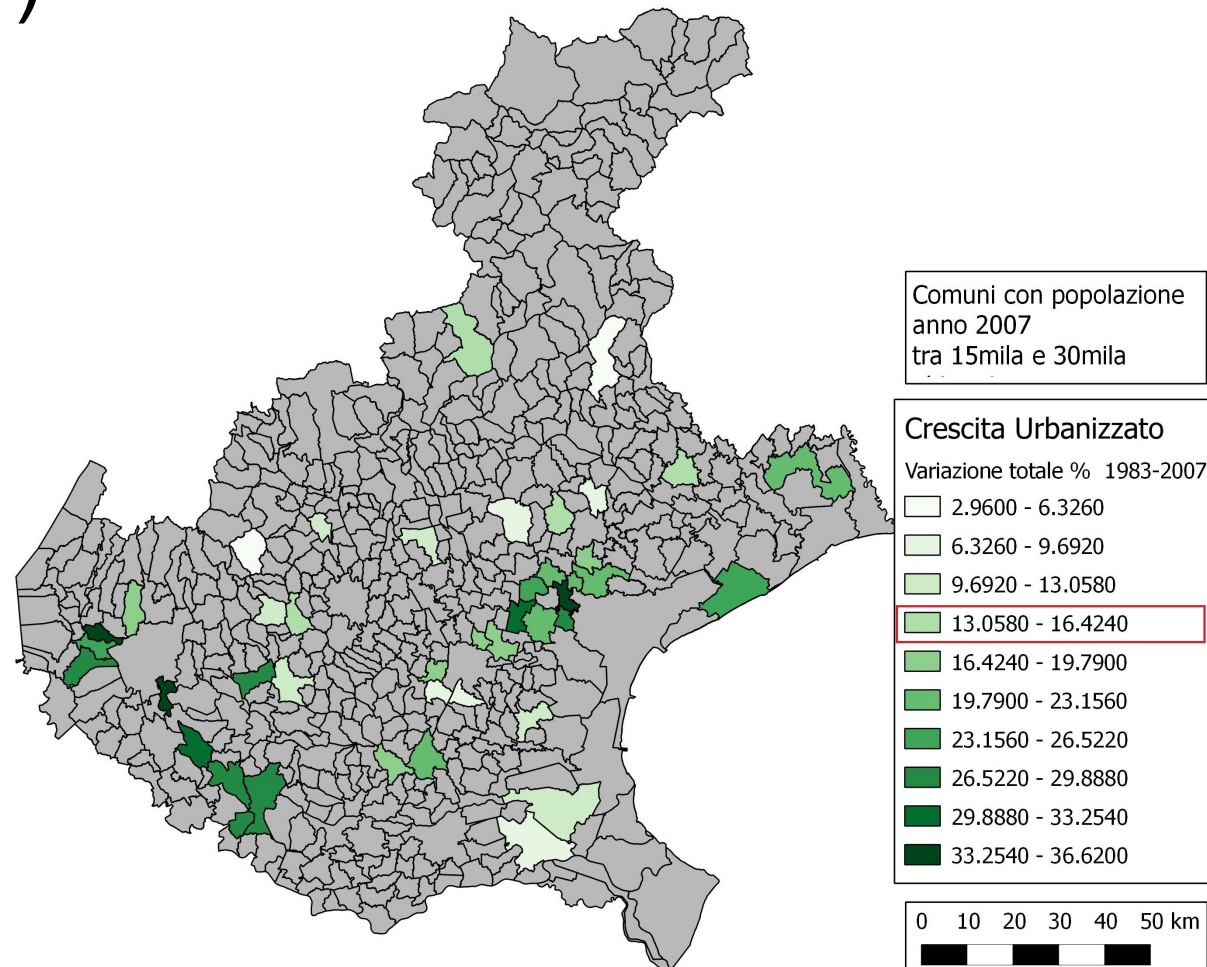 )
Comuni con popolazione
anno 2007
tra 15mila e 30mila
Crescita Urbanizzato
Variazione totale % 1983-2007
2.9600 - 6.3260
6.3260 - 9.6920
9.6920 - 13.0580
13.0580 - 16.4240
16.4240 - 19.7900
19.7900 - 23.1560
23.1560 - 26.5220
26.5220 - 29.8880
29.8880 - 33.2540
33.2540 - 36.6200
0 10 20 30 40 50 km